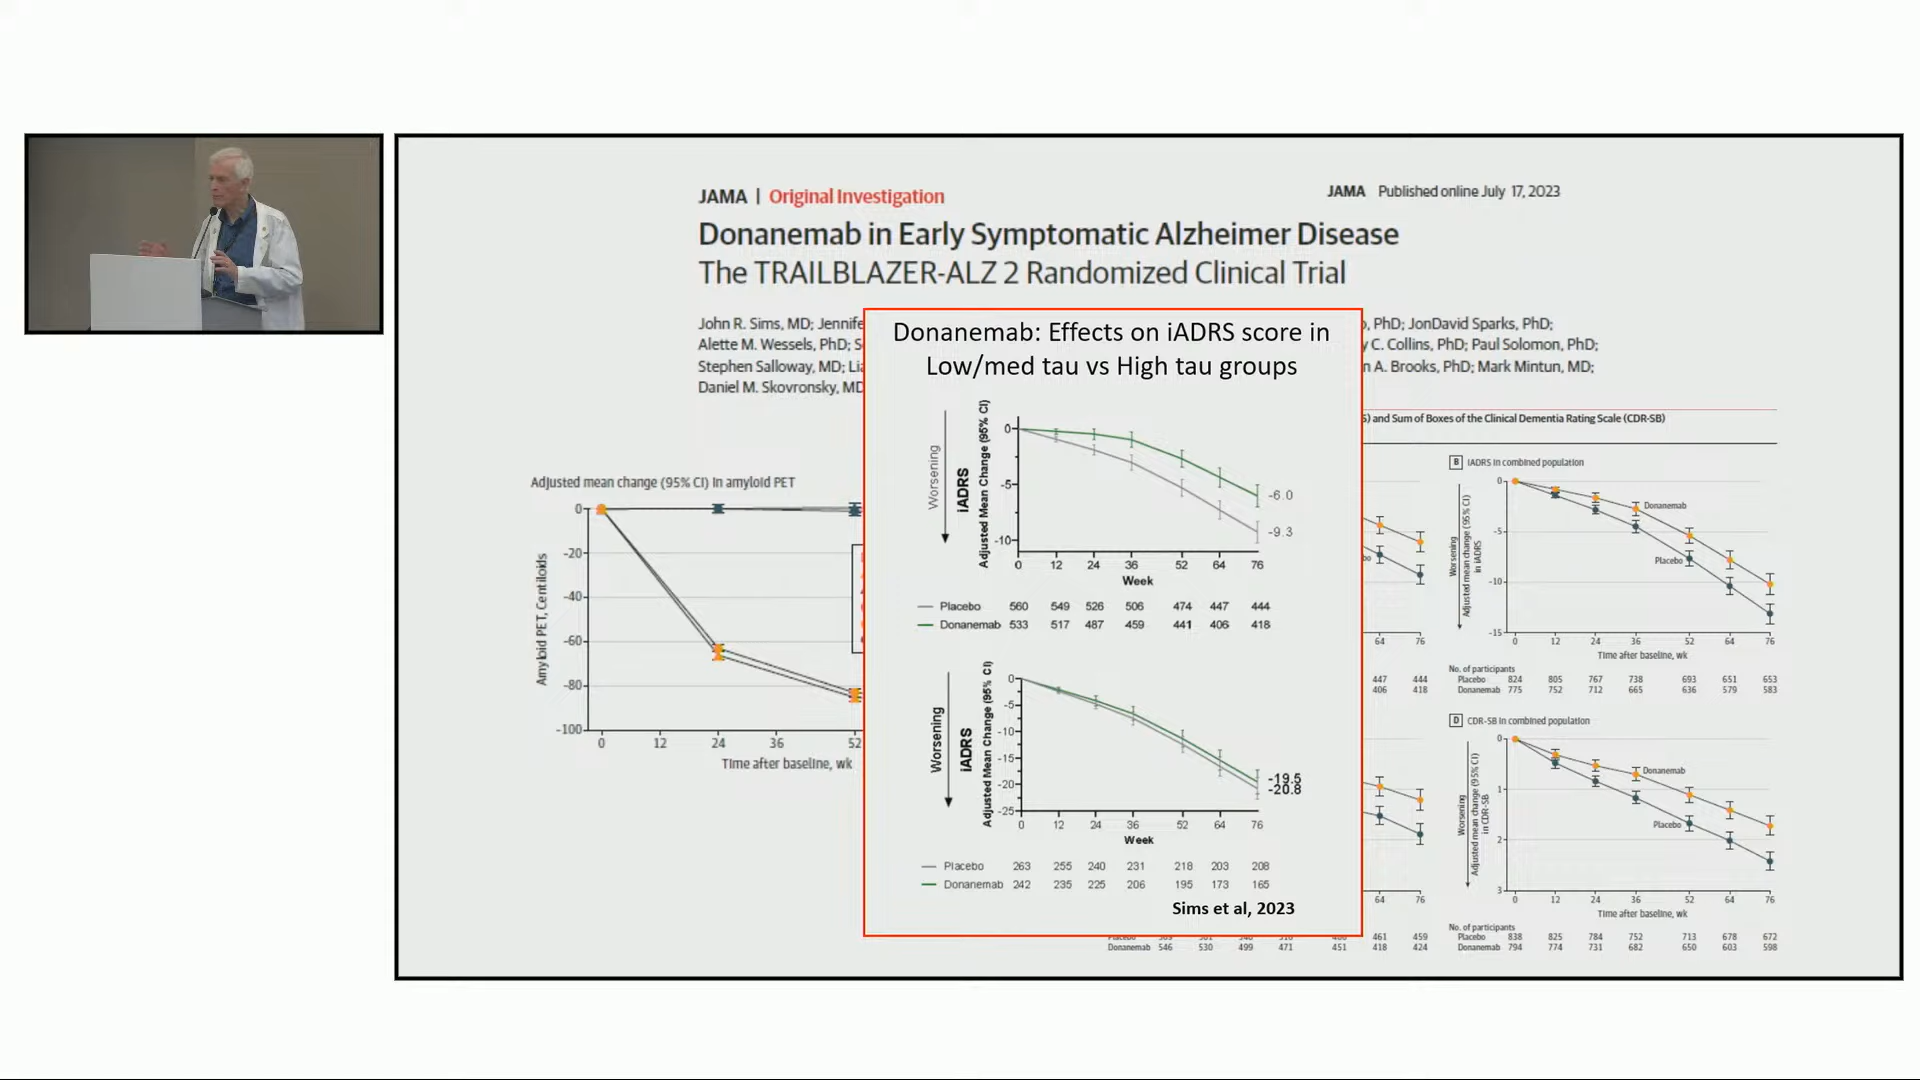 JAMA | Original Investigation
JAMA Published online July 17, 2023
Donanemab in Early Symptomatic Alzheimer Disease
The TRAILBLAZER-ALZ 2 Randomized Clinical Trial
John R. Sims, MD;
PhD; JonDavid Sparks, PhD;
Alette M. Wessels, PhD;
C. Collins, PhD; Paul Solomon, PhD;
Stephen Salloway, MD;
A. Brooks, PhD; Mark Mintun, MD;
Daniel M. Skovronsky, MD
Adjusted mean change (95% CI) in amyloid PET
Amyloid PET, Centiloids
0
-20
-40
-60
-80
-100
0 12 24 36 52
Time after baseline, wk
Donanemab: Effects on iADRS score in
Low/med tau vs High tau groups
Worsening
iADRS
Adjusted Mean Change (95% CI)
0
-5
-10
-6.0
-9.3
0 12 24 36 52 64 76
Week
Placebo 560 549 526 506 474 447 444
Donanemab 533 517 487 459 441 406 418
Worsening
iADRS
Adjusted Mean Change (95% CI)
0
-5
-10
-15
-20
-25
-19.5
-20.8
0 12 24 36 52 64 76
Week
Placebo 263 255 240 231 218 203 208
Donanemab 242 235 225 206 195 173 165
Sims et al, 2023
and Sum of Boxes of the Clinical Dementia Rating Scale (CDR-SB)
B iADRS in combined population
Worsening
Adjusted mean change (95% CI)
in iADRS
0
-5
-10
-15
Donanemab
Placebo
0 12 24 36 52 64 76
Time after baseline, wk
No. of participants
Placebo 824 805 767 738 693 651 653
Donanemab 775 752 712 665 636 579 583
64 76
447 444
406 418
D CDR-SB in combined population
Worsening
Adjusted mean change (95% CI)
in CDR-SB
0
1
2
3
Donanemab
Placebo
0 12 24 36 52 64 76
Time after baseline, wk
No. of participants
Placebo 838 825 784 752 713 678 672
Donanemab 794 774 731 682 650 603 598
64 76
461 459
Donanemab 546 530 499 471 451 418 424